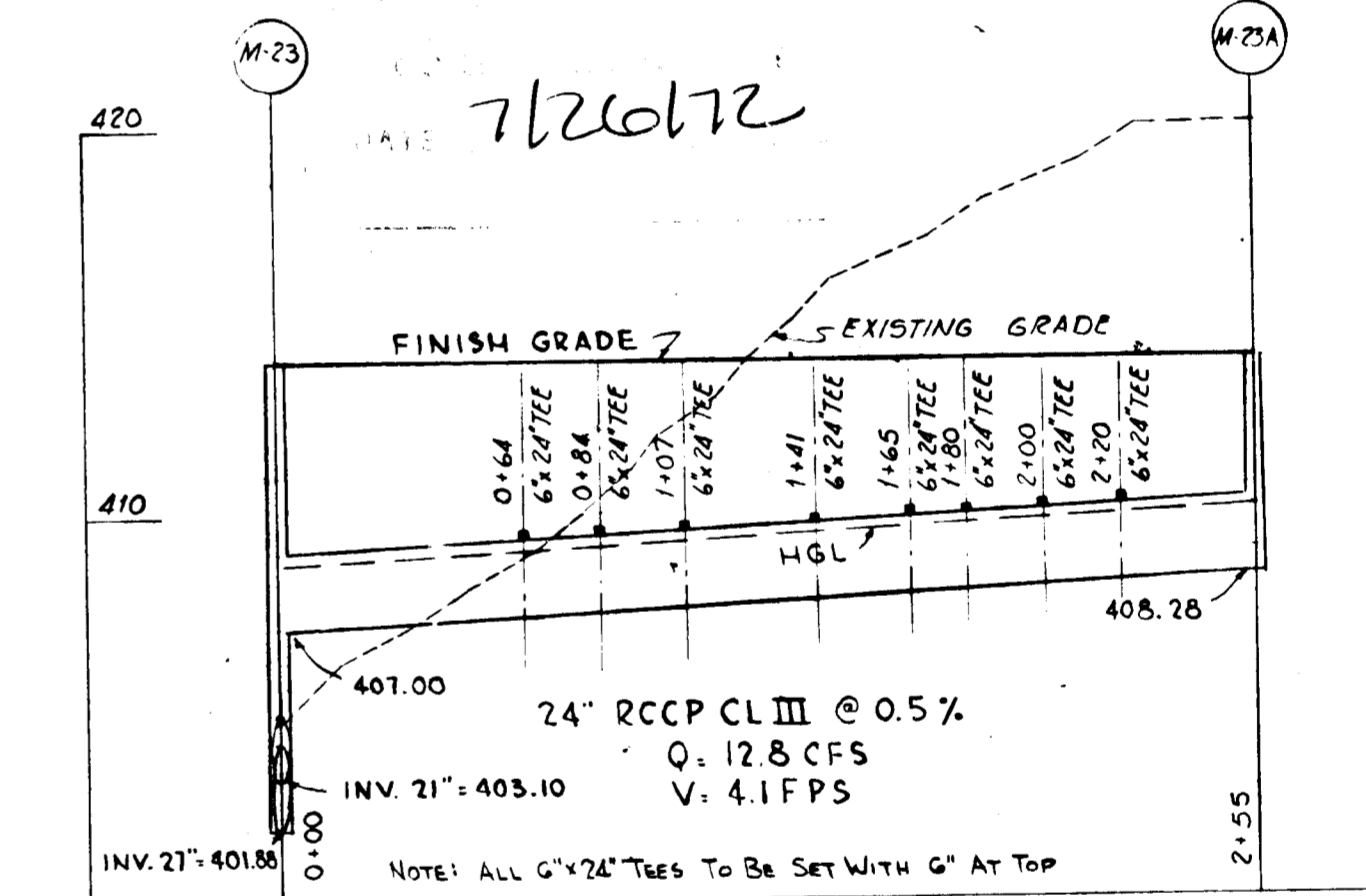 M-23
M-23A
7/26/72
DATE
420
FINISH GRADE
EXISTING GRADE
0+64
6"x24" TEE
0+84
6"x24" TEE
1+07
6"x24" TEE
1+41
6"x24" TEE
1+65
6"x24" TEE
1+80
6"x24" TEE
2+00
6"x24" TEE
2+20
6"x24" TEE
410
HGL
408.28
407.00
24" RCCP CL III @ 0.5%
Q= 12.8 CFS
V= 4.1 FPS
INV. 21"= 403.10
INV. 27"= 401.88
0+00
2+55
NOTE: ALL 6"x24" TEES TO BE SET WITH 6" AT TOP